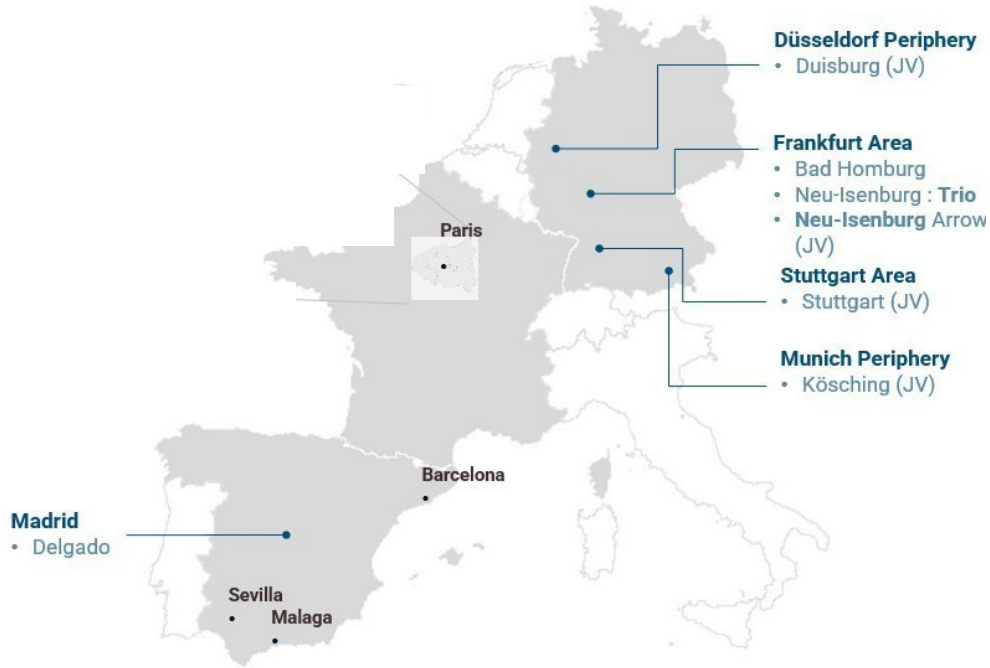 Düsseldorf Periphery
• Duisburg (JV)
Frankfurt Area
• Bad Homburg
• Neu-Isenburg : Trio
• Neu-Isenburg Arrow
(JV)
Paris
Stuttgart Area
• Stuttgart (JV)
Munich Periphery
• Kösching (JV)
Barcelona
Madrid
• Delgado
Sevilla
Malaga